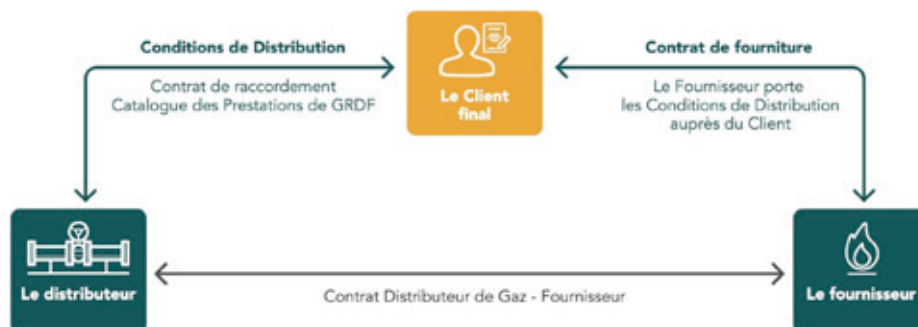 Conditions de Distribution
Contrat de raccordement
Catalogue des Prestations de GRDF
Le Client
final
Contrat de fourniture
Le Fournisseur porte
les Conditions de Distribution
auprès du Client
Le distributeur
Contrat Distributeur de Gaz - Fournisseur
Le fournisseur